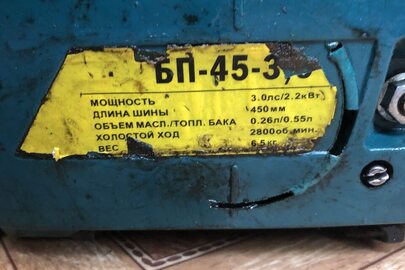 БП-45-3,
МОЩНОСТЬ 3.0лс/2.2кВт
ДЛИНА ШИНЫ 450мм
ОБЪЕМ МАСЛ./ТОПЛ. БАКА 0.26л/0.55л
ХОЛОСТОЙ ХОД 2800об.мин.
ВЕС 6.5кг